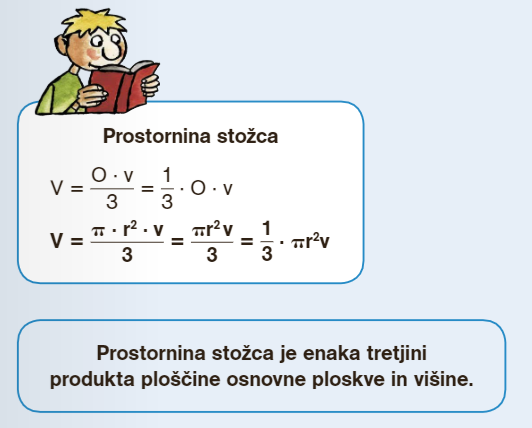 Prostornina stožca
V = O · v / 3 = 1/3 · O · v
V = π · r² · v / 3 = πr²v / 3 = 1/3 · πr²v
Prostornina stožca je enaka tretjini
produkta ploščine osnovne ploskve in višine.